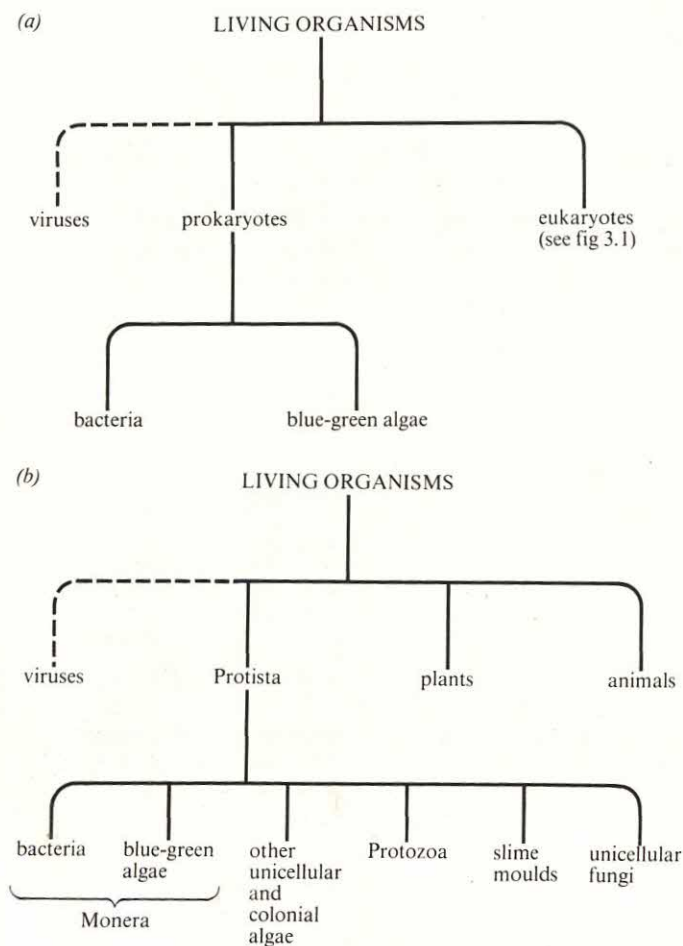 (a) LIVING ORGANISMS
viruses prokaryotes eukaryotes
(see fig 3.1)
bacteria blue-green algae
(b) LIVING ORGANISMS
viruses Protista plants animals
bacteria
blue-green
algae
Monera
other
unicellular
and
colonial
algae
Protozoa
slime
moulds
unicellular
fungi